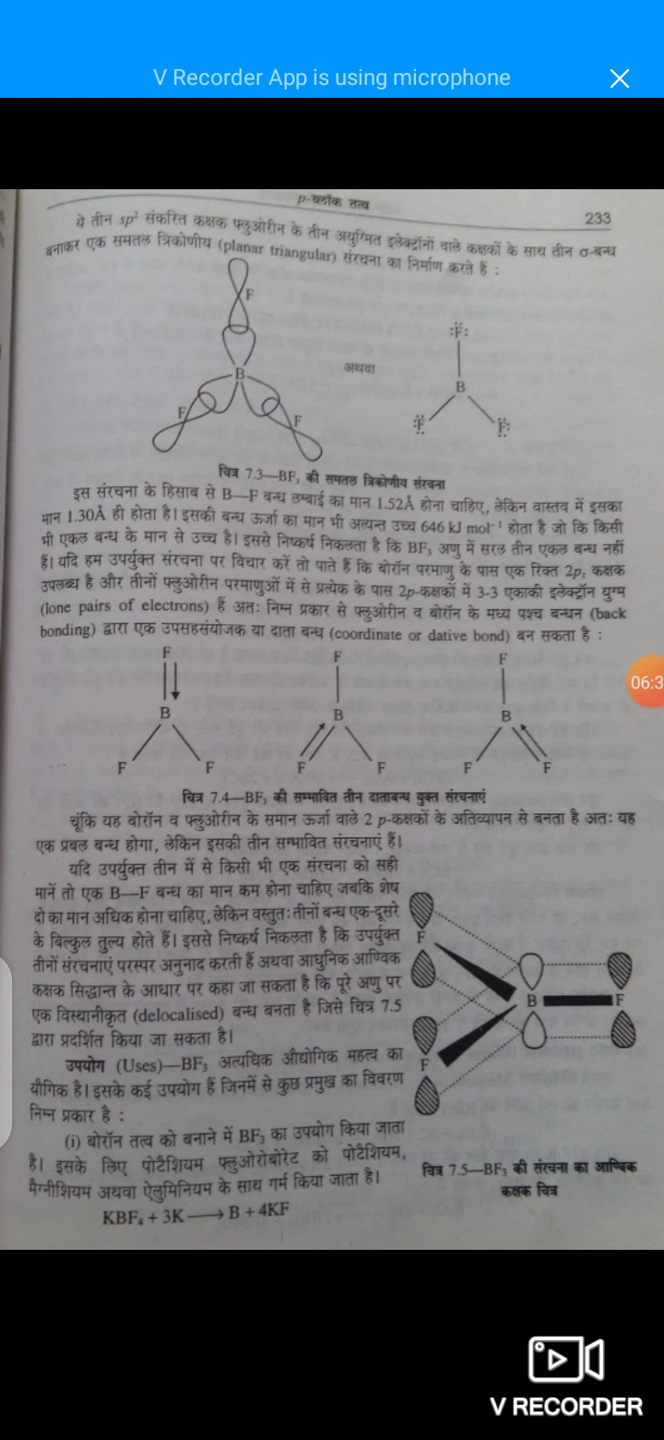 V Recorder App is using microphone
p-ब्लॉक तत्व
233
ये तीन sp² संकरित कक्षक फ्लुओरीन के तीन अयुग्मित इलेक्ट्रॉनों वाले कक्षकों के साथ तीन σ-बन्ध
बनाकर एक समतल त्रिकोणीय (planar triangular) संरचना का निर्माण करते हैं :
F
B
F
F
अथवा
:F:
B
F
F
चित्र 7.3—BF₃ की समतल त्रिकोणीय संरचना
इस संरचना के हिसाब से B—F बन्ध लम्बाई का मान 1.52Å होना चाहिए, लेकिन वास्तव में इसका
मान 1.30Å ही होता है। इसकी बन्ध ऊर्जा का मान भी अत्यन्त उच्च 646 kJ mol⁻¹ होता है जो कि किसी
भी एकल बन्ध के मान से उच्च है। इससे निष्कर्ष निकलता है कि BF₃ अणु में सरल तीन एकल बन्ध नहीं
हैं। यदि हम उपर्युक्त संरचना पर विचार करें तो पाते हैं कि बोरॉन परमाणु के पास एक रिक्त 2p𝓏 कक्षक
उपलब्ध है और तीनों फ्लुओरीन परमाणुओं में से प्रत्येक के पास 2p-कक्षकों में 3-3 एकाकी इलेक्ट्रॉन युग्म
(lone pairs of electrons) हैं अतः निम्न प्रकार से फ्लुओरीन व बोरॉन के मध्य पश्च बन्धन (back
bonding) द्वारा एक उपसहसंयोजक या दाता बन्ध (coordinate or dative bond) बन सकता है :
F F F
B B B
F F F F F F
06:3
चित्र 7.4—BF₃ की सम्भावित तीन दाताबन्ध युक्त संरचनाएं
चूंकि यह बोरॉन व फ्लुओरीन के समान ऊर्जा वाले 2 p-कक्षकों के अतिव्यापन से बनता है अतः यह
एक प्रबल बन्ध होगा, लेकिन इसकी तीन सम्भावित संरचनाएं हैं।
यदि उपर्युक्त तीन में से किसी भी एक संरचना को सही
मानें तो एक B—F बन्ध का मान कम होना चाहिए जबकि शेष
दो का मान अधिक होना चाहिए, लेकिन वस्तुतः तीनों बन्ध एक-दूसरे
के बिल्कुल तुल्य होते हैं। इससे निष्कर्ष निकलता है कि उपर्युक्त
तीनों संरचनाएं परस्पर अनुनाद करती हैं अथवा आधुनिक आण्विक
कक्षक सिद्धान्त के आधार पर कहा जा सकता है कि पूरे अणु पर
एक विस्थानीकृत (delocalised) बन्ध बनता है जिसे चित्र 7.5
द्वारा प्रदर्शित किया जा सकता है।
उपयोग (Uses)—BF₃ अत्यधिक औद्योगिक महत्व का
यौगिक है। इसके कई उपयोग हैं जिनमें से कुछ प्रमुख का विवरण
निम्न प्रकार है :
(i) बोरॉन तत्व को बनाने में BF₃ का उपयोग किया जाता
है। इसके लिए पोटैशियम फ्लुओरोबोरेट को पोटैशियम,
मैग्नीशियम अथवा ऐलुमिनियम के साथ गर्म किया जाता है।
KBF₄ + 3K ⟶ B + 4KF
F
B
F
F
चित्र 7.5—BF₃ की संरचना का आण्विक
कक्षक चित्र
V RECORDER